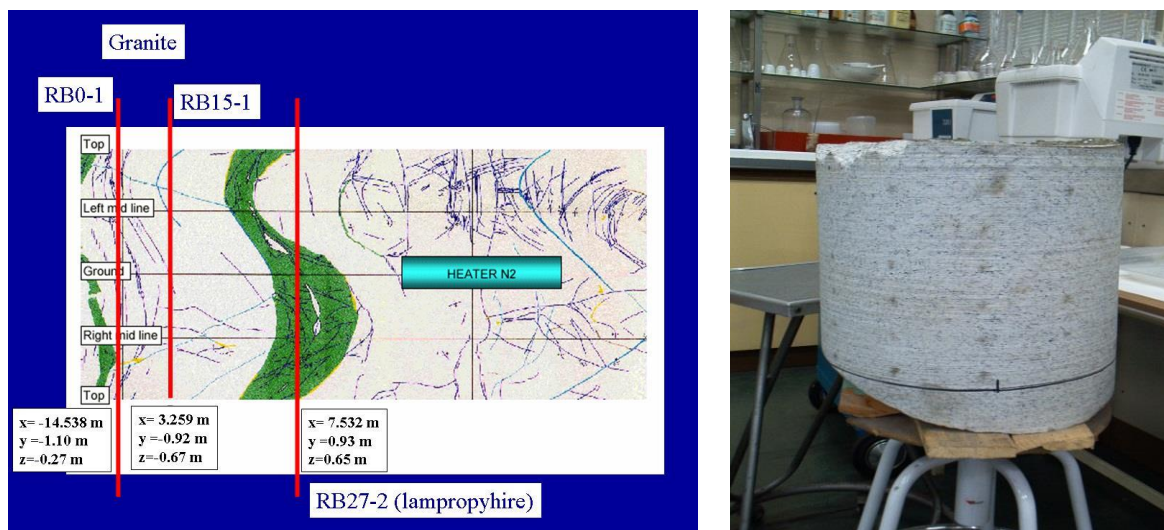 Granite
RB0-1
RB15-1
Top
Left mid line
Ground
HEATER N2
Right mid line
Top
x= -14.538 m
y =-1.10 m
z=-0.27 m
x= 3.259 m
y =-0.92 m
z=-0.67 m
x= 7.532 m
y =0.93 m
z=0.65 m
RB27-2 (lampropyhire)